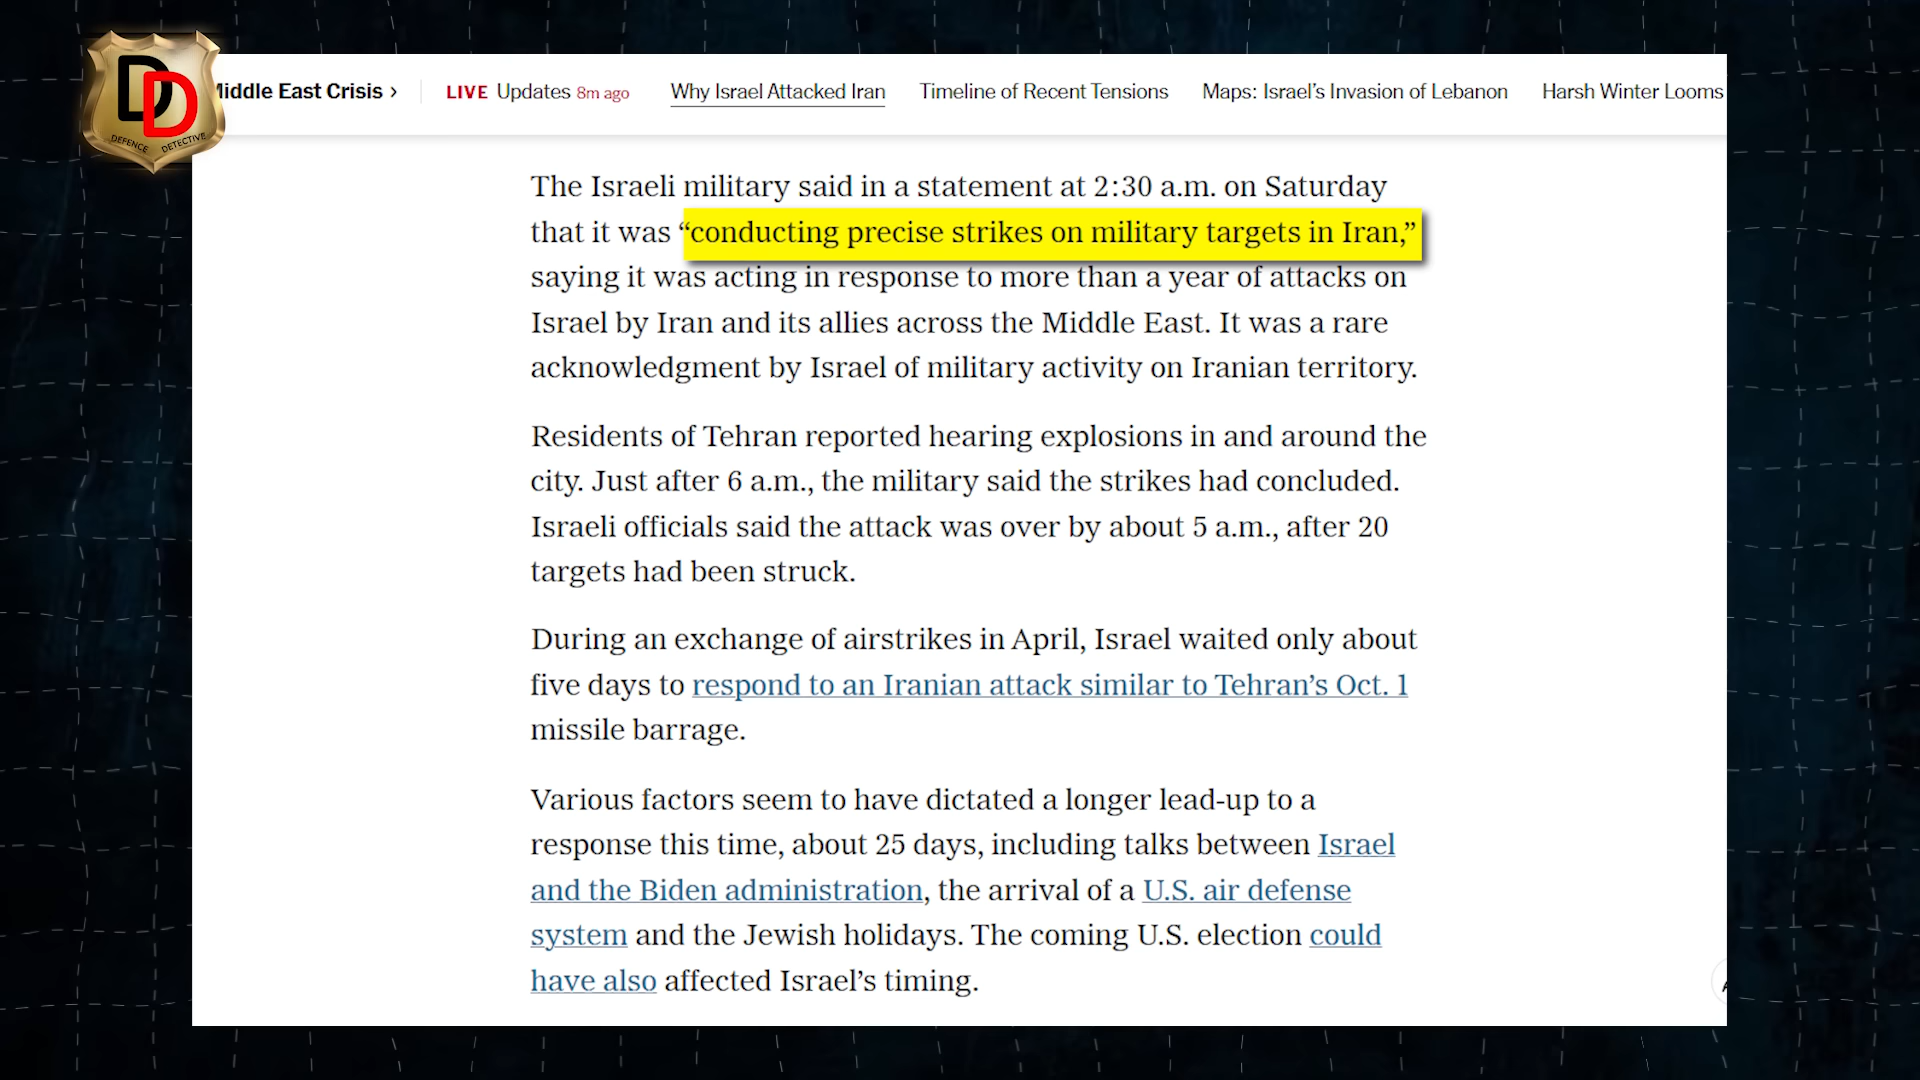 DD
DEFENCE DETECTIVE
Middle East Crisis › LIVE Updates 8m ago Why Israel Attacked Iran Timeline of Recent Tensions Maps: Israel’s Invasion of Lebanon Harsh Winter Looms
The Israeli military said in a statement at 2:30 a.m. on Saturday
that it was “conducting precise strikes on military targets in Iran,”
saying it was acting in response to more than a year of attacks on
Israel by Iran and its allies across the Middle East. It was a rare
acknowledgment by Israel of military activity on Iranian territory.
Residents of Tehran reported hearing explosions in and around the
city. Just after 6 a.m., the military said the strikes had concluded.
Israeli officials said the attack was over by about 5 a.m., after 20
targets had been struck.
During an exchange of airstrikes in April, Israel waited only about
five days to respond to an Iranian attack similar to Tehran’s Oct. 1
missile barrage.
Various factors seem to have dictated a longer lead-up to a
response this time, about 25 days, including talks between Israel
and the Biden administration, the arrival of a U.S. air defense
system and the Jewish holidays. The coming U.S. election could
have also affected Israel’s timing.